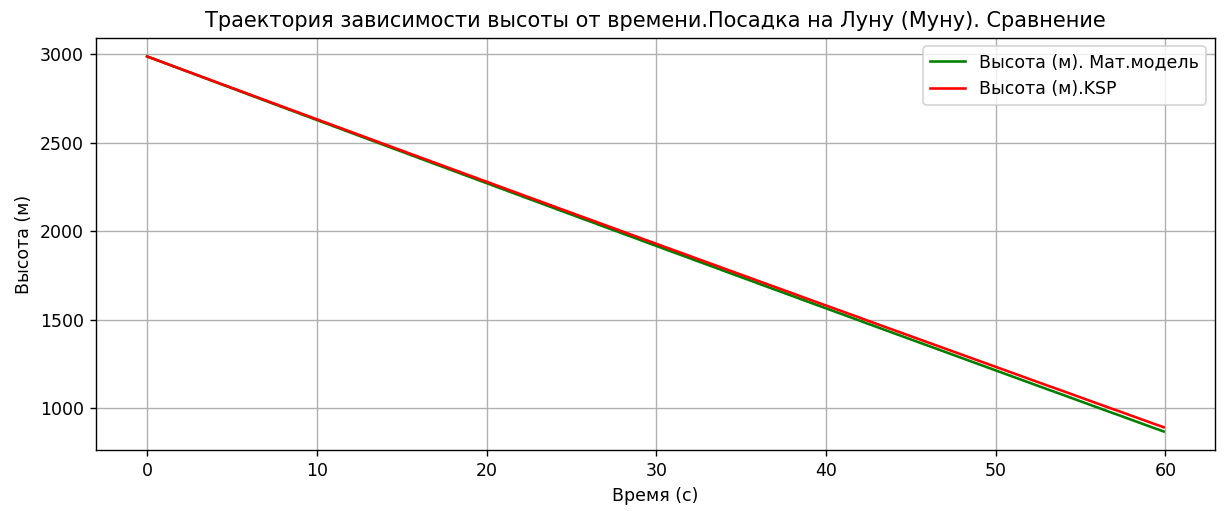 Траектория зависимости высоты от времени.Посадка на Луну (Муну). Сравнение
Высота (м). Мат.модель
Высота (м).KSP
3000
2500
2000
1500
1000
Высота (м)
0 10 20 30 40 50 60
Время (с)